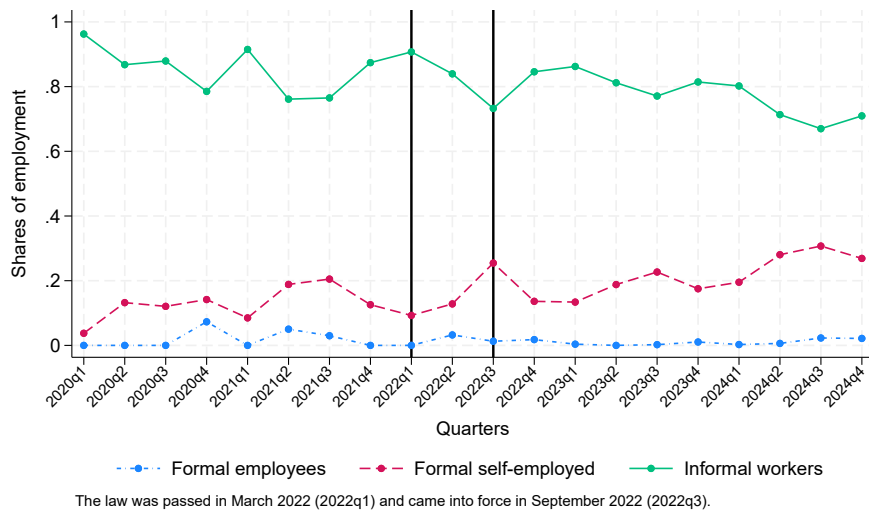 Shares of employment
1
.8
.6
.4
.2
0
2020q1 2020q2 2020q3 2020q4 2021q1 2021q2 2021q3 2021q4 2022q1 2022q2 2022q3 2022q4 2023q1 2023q2 2023q3 2023q4 2024q1 2024q2 2024q3 2024q4
Quarters
Formal employees Formal self-employed Informal workers
The law was passed in March 2022 (2022q1) and came into force in September 2022 (2022q3).